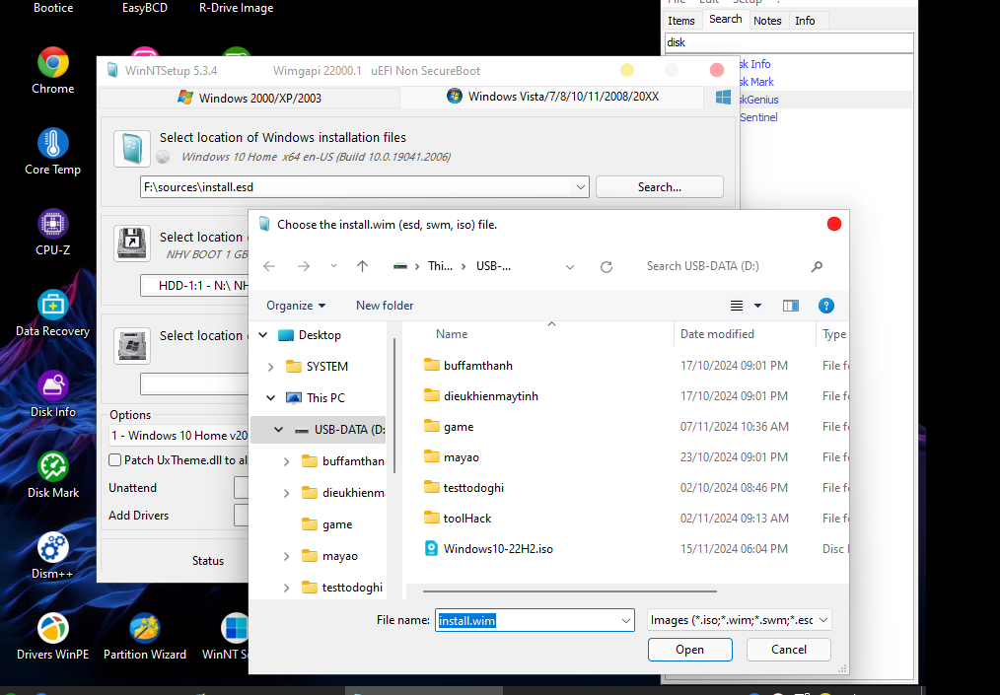 Bootice
EasyBCD
R-Drive Image
File Edit Setup ?
Items Search Notes Info
disk
sk Info
sk Mark
skGenius
Sentinel
Chrome
Core Temp
CPU-Z
Data Recovery
Disk Info
Disk Mark
Dism++
Drivers WinPE
Partition Wizard
WinNT S
WinNTSetup 5.3.4 Wimgapi 22000.1 uEFI Non SecureBoot
Windows 2000/XP/2003
Windows Vista/7/8/10/11/2008/20XX
Select location of Windows installation files
Windows 10 Home x64 en-US (Build 10.0.19041.2006)
F:\sources\install.esd
Search...
Select location o
NHV BOOT 1 GB
HDD-1:1 - N:\ NH
Select location o
Options
1 - Windows 10 Home v20
Patch UxTheme.dll to al
Unattend
Add Drivers
Status
Choose the install.wim (esd, swm, iso) file.
Thi... USB-...
Search USB-DATA (D:)
Organize
New folder
Desktop
SYSTEM
This PC
USB-DATA (D:
buffamthan
dieukhienm
game
mayao
testtodoghi
Name Date modified Type
buffamthanh 17/10/2024 09:01 PM File fo
dieukhienmaytinh 17/10/2024 09:01 PM File fo
game 07/11/2024 10:36 AM File fo
mayao 23/10/2024 09:01 PM File fo
testtodoghi 02/10/2024 08:46 PM File fo
toolHack 02/11/2024 09:13 AM File fo
Windows10-22H2.iso 15/11/2024 06:04 PM Disc I
File name: install.wim
Images (*.iso;*.wim;*.swm;*.esd
Open
Cancel